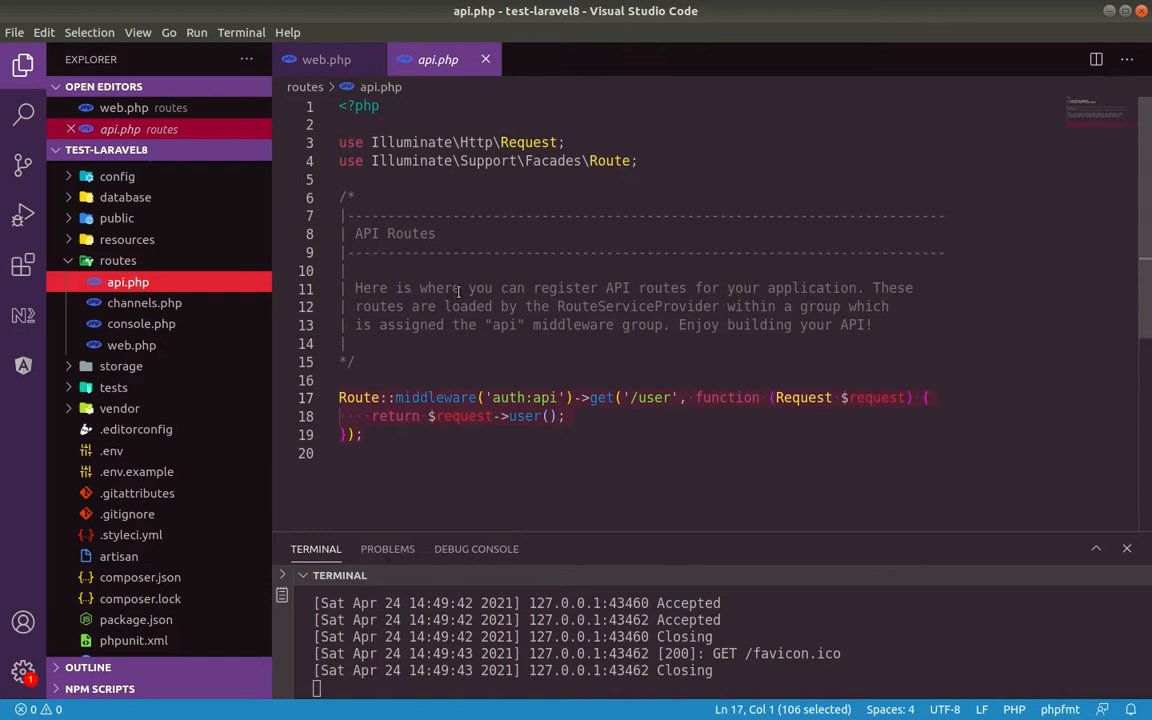 api.php - test-laravel8 - Visual Studio Code
File Edit Selection View Go Run Terminal Help
EXPLORER
OPEN EDITORS
web.php routes
api.php routes
TEST-LARAVEL8
config
database
public
resources
routes
api.php
channels.php
console.php
web.php
storage
tests
vendor
.editorconfig
.env
.env.example
.gitattributes
.gitignore
.styleci.yml
artisan
composer.json
composer.lock
package.json
phpunit.xml
OUTLINE
NPM SCRIPTS
1
web.php api.php
routes > api.php
1 <?php
2
3 use Illuminate\Http\Request;
4 use Illuminate\Support\Facades\Route;
5
6 /*
7 |--------------------------------------------------------------------------
8 | API Routes
9 |--------------------------------------------------------------------------
10 |
11 | Here is where you can register API routes for your application. These
12 | routes are loaded by the RouteServiceProvider within a group which
13 | is assigned the "api" middleware group. Enjoy building your API!
14 |
15 */
16
17 Route::middleware('auth:api')->get('/user', function (Request $request) {
18 ····return $request->user();
19 });
20
TERMINAL PROBLEMS DEBUG CONSOLE
TERMINAL
[Sat Apr 24 14:49:42 2021] 127.0.0.1:43460 Accepted
[Sat Apr 24 14:49:42 2021] 127.0.0.1:43462 Accepted
[Sat Apr 24 14:49:42 2021] 127.0.0.1:43460 Closing
[Sat Apr 24 14:49:43 2021] 127.0.0.1:43462 [200]: GET /favicon.ico
[Sat Apr 24 14:49:43 2021] 127.0.0.1:43462 Closing
0 0 Ln 17, Col 1 (106 selected) Spaces: 4 UTF-8 LF PHP phpfmt